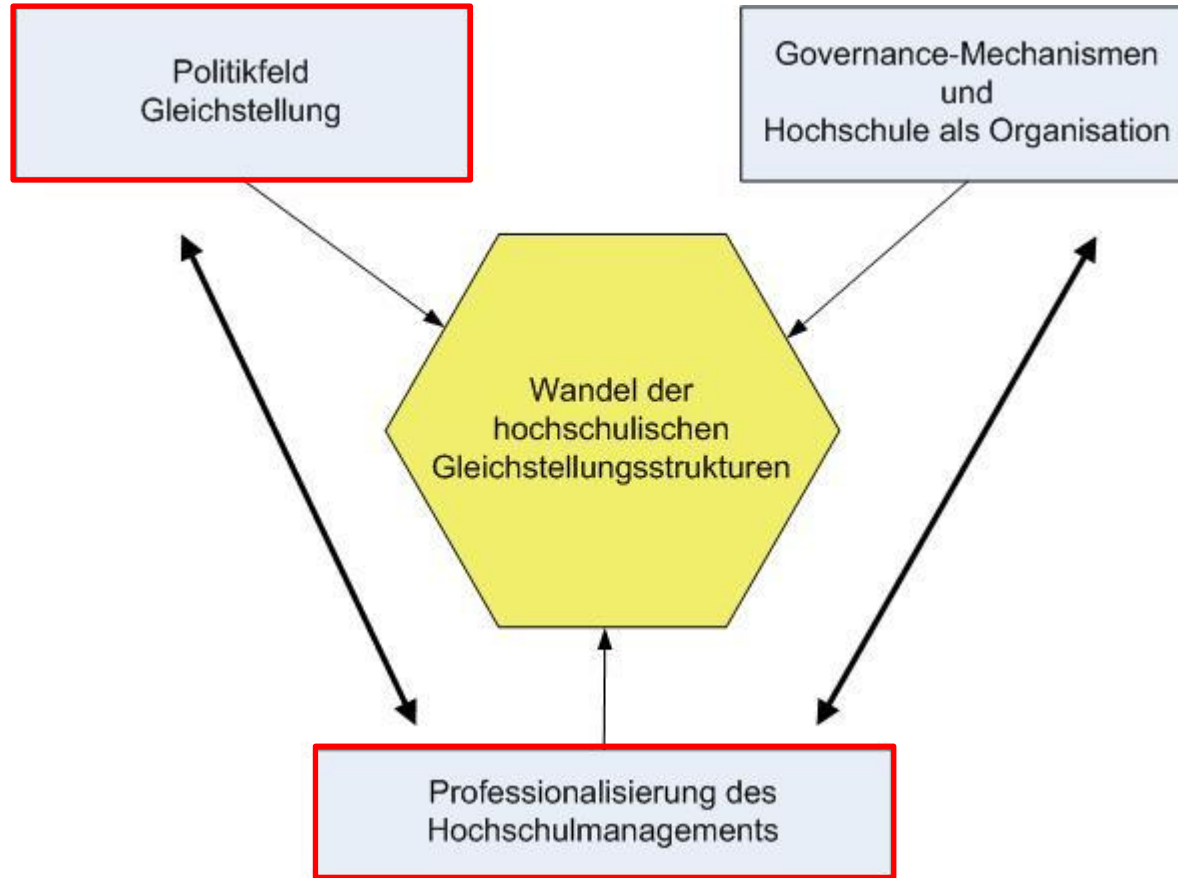 Politikfeld
Gleichstellung
Governance-Mechanismen
und
Hochschule als Organisation
Wandel der
hochschulischen
Gleichstellungsstrukturen
Professionalisierung des
Hochschulmanagements